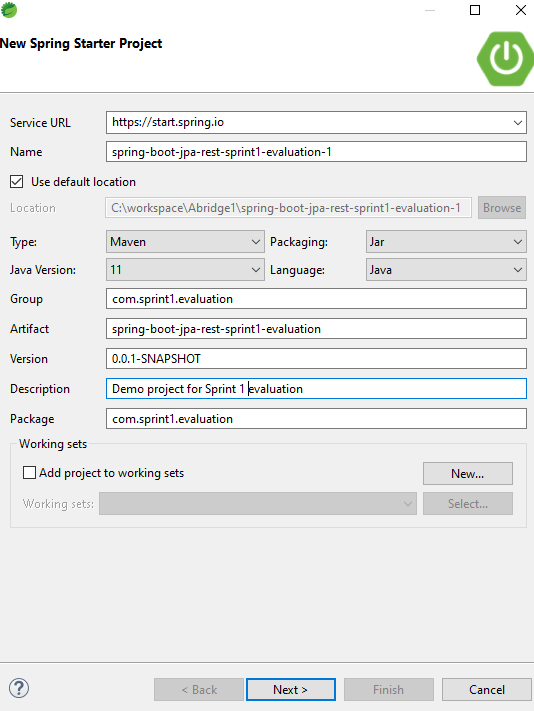 New Spring Starter Project
Service URL https://start.spring.io
Name spring-boot-jpa-rest-sprint1-evaluation-1
Use default location
Location C:\workspace\Abridge1\spring-boot-jpa-rest-sprint1-evaluation-1 Browse
Type: Maven Packaging: Jar
Java Version: 11 Language: Java
Group com.sprint1.evaluation
Artifact spring-boot-jpa-rest-sprint1-evaluation
Version 0.0.1-SNAPSHOT
Description Demo project for Sprint 1 evaluation
Package com.sprint1.evaluation
Working sets
Add project to working sets New...
Working sets: Select...
? < Back Next > Finish Cancel